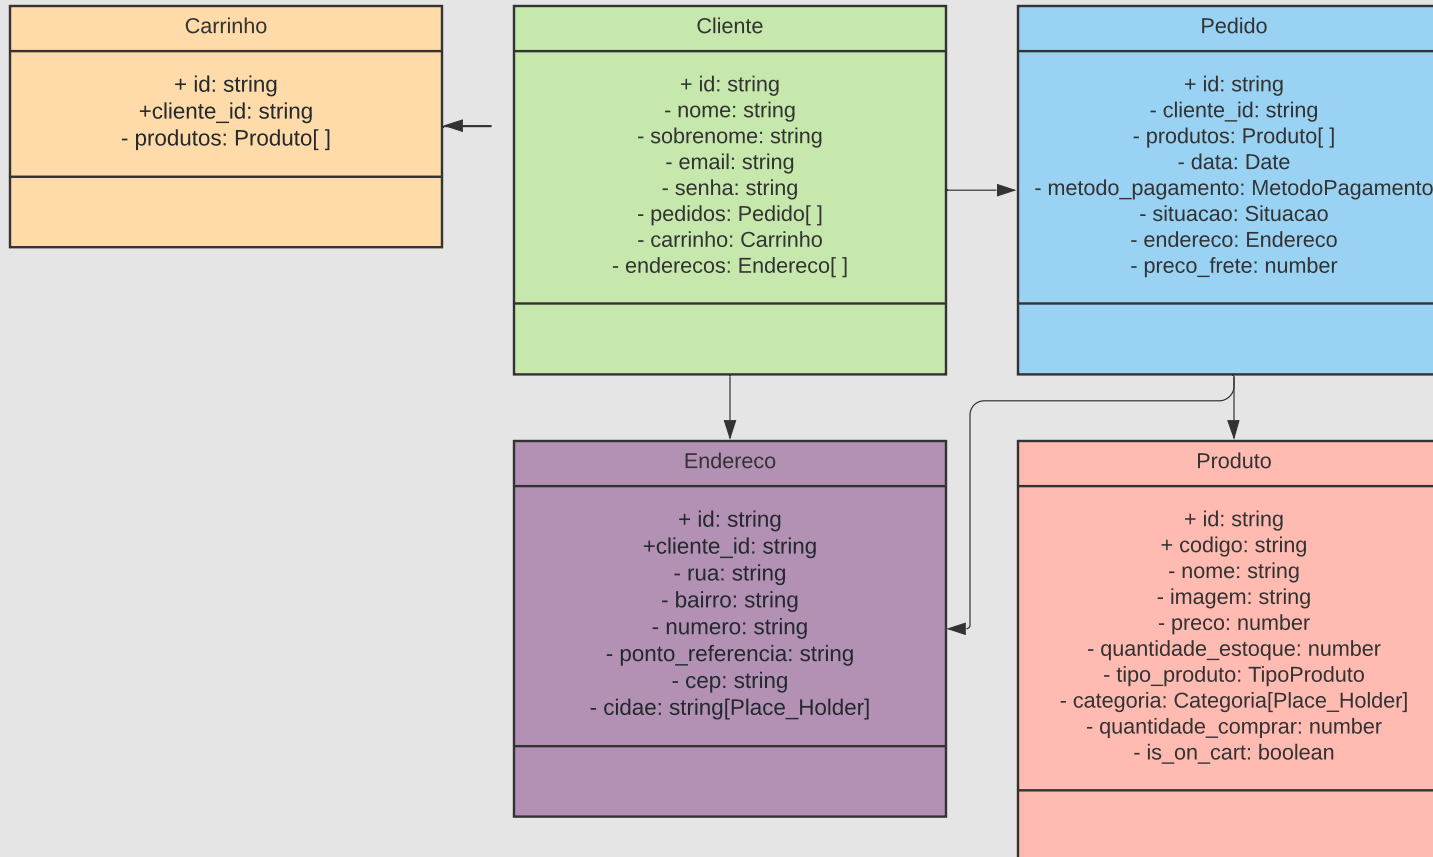 Carrinho
+ id: string
+cliente_id: string
- produtos: Produto[ ]
Cliente
+ id: string
- nome: string
- sobrenome: string
- email: string
- senha: string
- pedidos: Pedido[ ]
- carrinho: Carrinho
- enderecos: Endereco[ ]
Pedido
+ id: string
- cliente_id: string
- produtos: Produto[ ]
- data: Date
- metodo_pagamento: MetodoPagamento
- situacao: Situacao
- endereco: Endereco
- preco_frete: number
Endereco
+ id: string
+cliente_id: string
- rua: string
- bairro: string
- numero: string
- ponto_referencia: string
- cep: string
- cidae: string[Place_Holder]
Produto
+ id: string
+ codigo: string
- nome: string
- imagem: string
- preco: number
- quantidade_estoque: number
- tipo_produto: TipoProduto
- categoria: Categoria[Place_Holder]
- quantidade_comprar: number
- is_on_cart: boolean